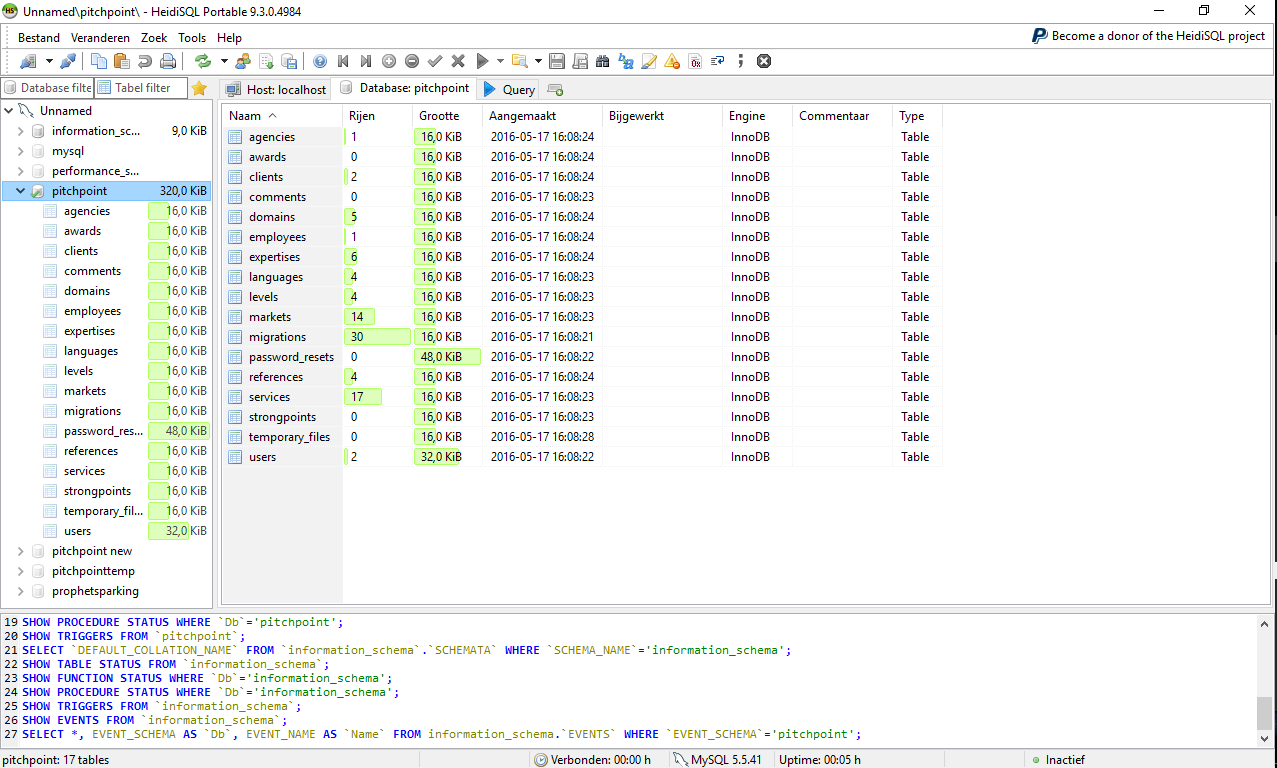 Unnamed\pitchpoint\ - HeidiSQL Portable 9.3.0.4984
Bestand Veranderen Zoek Tools Help
Become a donor of the HeidiSQL project
Database filte Tabel filter
Host: localhost Database: pitchpoint Query
Unnamed
information_sc... 9,0 KiB
mysql
performance_s...
pitchpoint 320,0 KiB
agencies 16,0 KiB
awards 16,0 KiB
clients 16,0 KiB
comments 16,0 KiB
domains 16,0 KiB
employees 16,0 KiB
expertises 16,0 KiB
languages 16,0 KiB
levels 16,0 KiB
markets 16,0 KiB
migrations 16,0 KiB
password_res... 48,0 KiB
references 16,0 KiB
services 16,0 KiB
strongpoints 16,0 KiB
temporary_fil... 16,0 KiB
users 32,0 KiB
pitchpoint new
pitchpointtemp
prophetsparking
Naam Rijen Grootte Aangemaakt Bijgewerkt Engine Commentaar Type
agencies 1 16,0 KiB 2016-05-17 16:08:24 InnoDB Table
awards 0 16,0 KiB 2016-05-17 16:08:24 InnoDB Table
clients 2 16,0 KiB 2016-05-17 16:08:24 InnoDB Table
comments 0 16,0 KiB 2016-05-17 16:08:23 InnoDB Table
domains 5 16,0 KiB 2016-05-17 16:08:24 InnoDB Table
employees 1 16,0 KiB 2016-05-17 16:08:24 InnoDB Table
expertises 6 16,0 KiB 2016-05-17 16:08:24 InnoDB Table
languages 4 16,0 KiB 2016-05-17 16:08:23 InnoDB Table
levels 4 16,0 KiB 2016-05-17 16:08:23 InnoDB Table
markets 14 16,0 KiB 2016-05-17 16:08:23 InnoDB Table
migrations 30 16,0 KiB 2016-05-17 16:08:21 InnoDB Table
password_resets 0 48,0 KiB 2016-05-17 16:08:22 InnoDB Table
references 4 16,0 KiB 2016-05-17 16:08:24 InnoDB Table
services 17 16,0 KiB 2016-05-17 16:08:23 InnoDB Table
strongpoints 0 16,0 KiB 2016-05-17 16:08:23 InnoDB Table
temporary_files 0 16,0 KiB 2016-05-17 16:08:28 InnoDB Table
users 2 32,0 KiB 2016-05-17 16:08:22 InnoDB Table
19 SHOW PROCEDURE STATUS WHERE `Db`='pitchpoint';
20 SHOW TRIGGERS FROM `pitchpoint`;
21 SELECT `DEFAULT_COLLATION_NAME` FROM `information_schema`.`SCHEMATA` WHERE `SCHEMA_NAME`='information_schema';
22 SHOW TABLE STATUS FROM `information_schema`;
23 SHOW FUNCTION STATUS WHERE `Db`='information_schema';
24 SHOW PROCEDURE STATUS WHERE `Db`='information_schema';
25 SHOW TRIGGERS FROM `information_schema`;
26 SHOW EVENTS FROM `information_schema`;
27 SELECT *, EVENT_SCHEMA AS `Db`, EVENT_NAME AS `Name` FROM information_schema.`EVENTS` WHERE `EVENT_SCHEMA`='pitchpoint';
pitchpoint: 17 tables Verbonden: 00:00 h MySQL 5.5.41 Uptime: 00:05 h Inactief